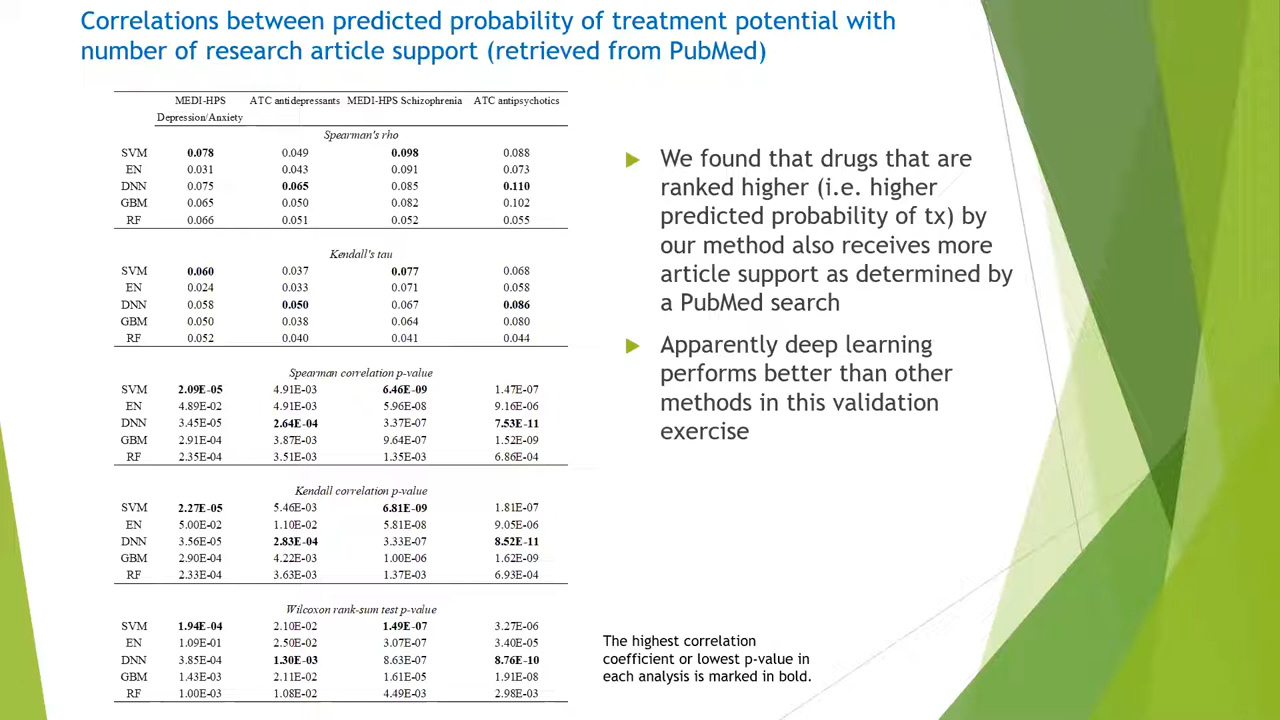 Correlations between predicted probability of treatment potential with
number of research article support (retrieved from PubMed)
MEDI-HPS Depression/Anxiety ATC antidepressants MEDI-HPS Schizophrenia ATC antipsychotics
Spearman's rho
SVM 0.078 0.049 0.098 0.088
EN 0.031 0.043 0.091 0.073
DNN 0.075 0.065 0.085 0.110
GBM 0.065 0.050 0.082 0.102
RF 0.066 0.051 0.052 0.055
Kendall's tau
SVM 0.060 0.037 0.077 0.068
EN 0.024 0.033 0.071 0.058
DNN 0.058 0.050 0.067 0.086
GBM 0.050 0.038 0.064 0.080
RF 0.052 0.040 0.041 0.044
Spearman correlation p-value
SVM 2.09E-05 4.91E-03 6.46E-09 1.47E-07
EN 4.89E-02 4.91E-03 5.96E-08 9.16E-06
DNN 3.45E-05 2.64E-04 3.37E-07 7.53E-11
GBM 2.91E-04 3.87E-03 9.64E-07 1.52E-09
RF 2.35E-04 3.51E-03 1.35E-03 6.86E-04
Kendall correlation p-value
SVM 2.27E-05 5.46E-03 6.81E-09 1.81E-07
EN 5.00E-02 1.10E-02 5.81E-08 9.05E-06
DNN 3.56E-05 2.83E-04 3.33E-07 8.52E-11
GBM 2.90E-04 4.22E-03 1.00E-06 1.62E-09
RF 2.33E-04 3.63E-03 1.37E-03 6.93E-04
Wilcoxon rank-sum test p-value
SVM 1.94E-04 2.10E-02 1.49E-07 3.27E-06
EN 1.09E-01 2.50E-02 3.07E-07 3.40E-05
DNN 3.85E-04 1.30E-03 8.63E-07 8.76E-10
GBM 1.43E-03 2.11E-02 1.61E-05 1.91E-08
RF 1.00E-03 1.08E-02 4.49E-03 2.98E-03
We found that drugs that are
ranked higher (i.e. higher
predicted probability of tx) by
our method also receives more
article support as determined by
a PubMed search
Apparently deep learning
performs better than other
methods in this validation
exercise
The highest correlation
coefficient or lowest p-value in
each analysis is marked in bold.